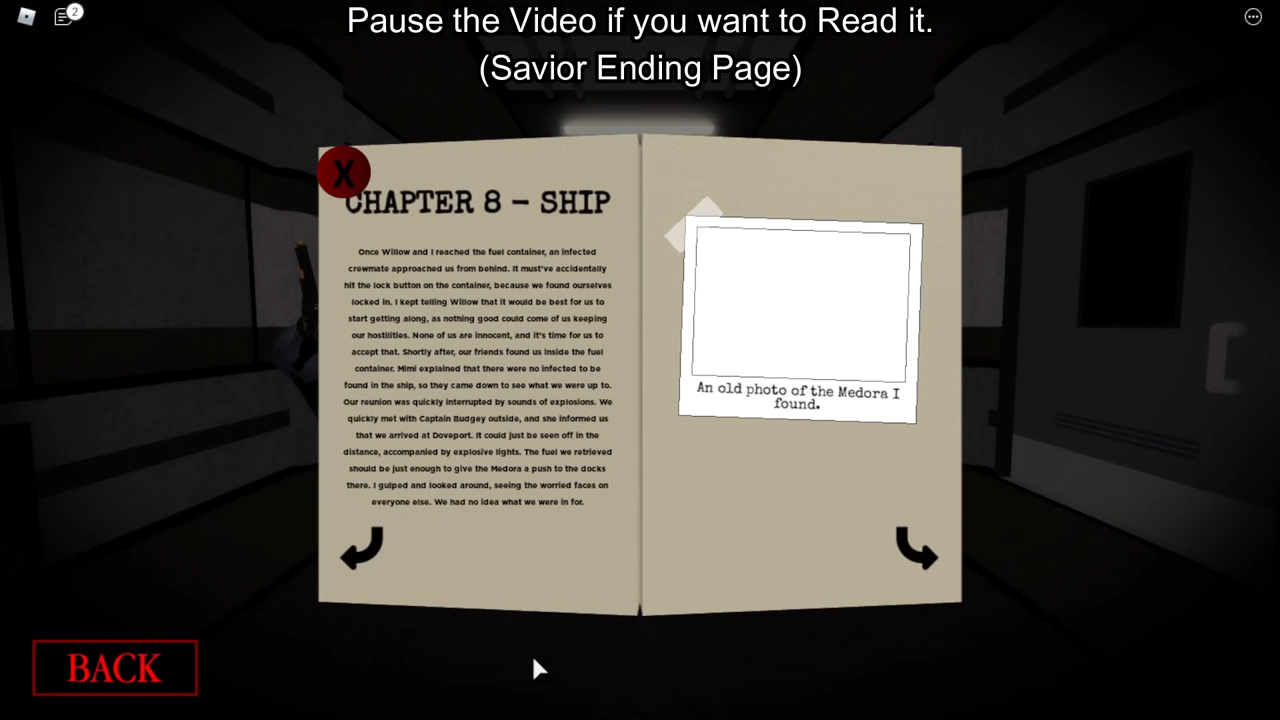 2
Pause the Video if you want to Read it.
(Savior Ending Page)
X
CHAPTER 8 - SHIP
Once Willow and I reached the fuel container, an infected
crewmate approached us from behind. It must've accidentally
hit the lock button on the container, because we found ourselves
locked in. I kept telling Willow that it would be best for us to
start getting along, as nothing good could come of us keeping
our hostilities. None of us are innocent, and it's time for us to
accept that. Shortly after, our friends found us inside the fuel
container. Mimi explained that there were no infected to be
found in the ship, so they came down to see what we were up to.
Our reunion was quickly interrupted by sounds of explosions. We
quickly met with Captain Budgey outside, and she informed us
that we arrived at Doveport. It could just be seen off in the
distance, accompanied by explosive lights. The fuel we retrieved
should be just enough to give the Medora a push to the docks
there. I gulped and looked around, seeing the worried faces on
everyone else. We had no idea what we were in for.
An old photo of the Medora I
found.
BACK